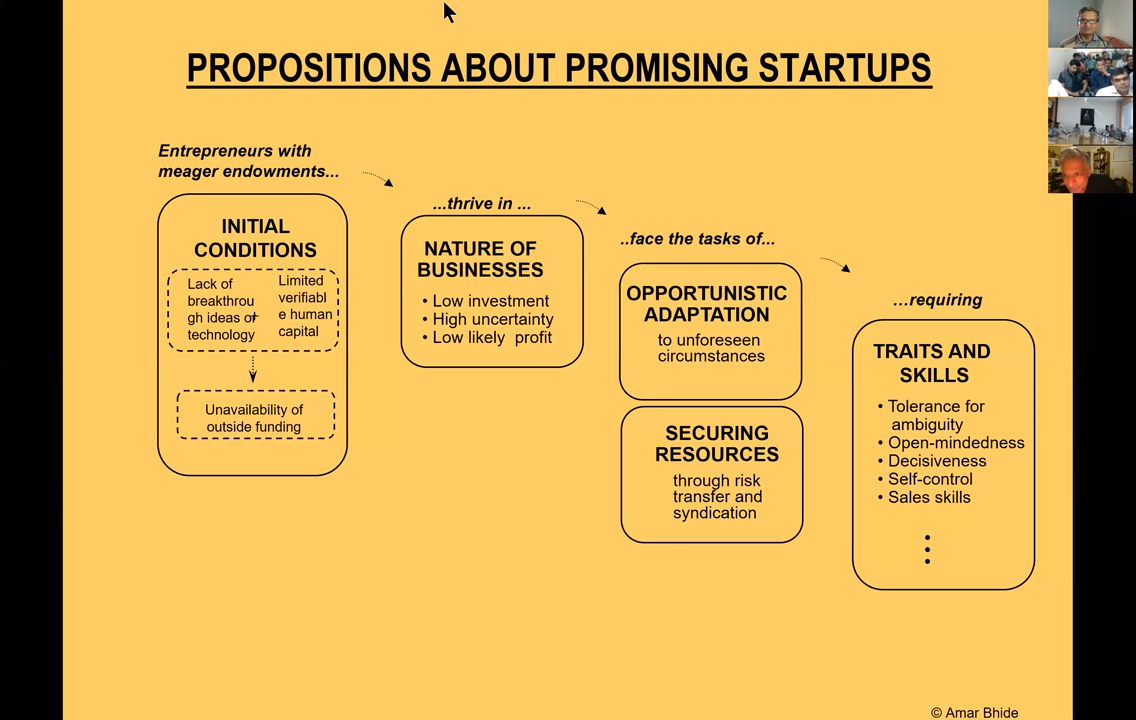 PROPOSITIONS ABOUT PROMISING STARTUPS
Entrepreneurs with
meager endowments...
INITIAL
CONDITIONS
Lack of
breakthrou
gh ideas or
technology
Limited
verifiabl
e human
capital
Unavailability of
outside funding
...thrive in ...
NATURE OF
BUSINESSES
• Low investment
• High uncertainty
• Low likely profit
..face the tasks of...
OPPORTUNISTIC
ADAPTATION
to unforeseen
circumstances
SECURING
RESOURCES
through risk
transfer and
syndication
...requiring
TRAITS AND
SKILLS
• Tolerance for
ambiguity
• Open-mindedness
• Decisiveness
• Self-control
• Sales skills
© Amar Bhide